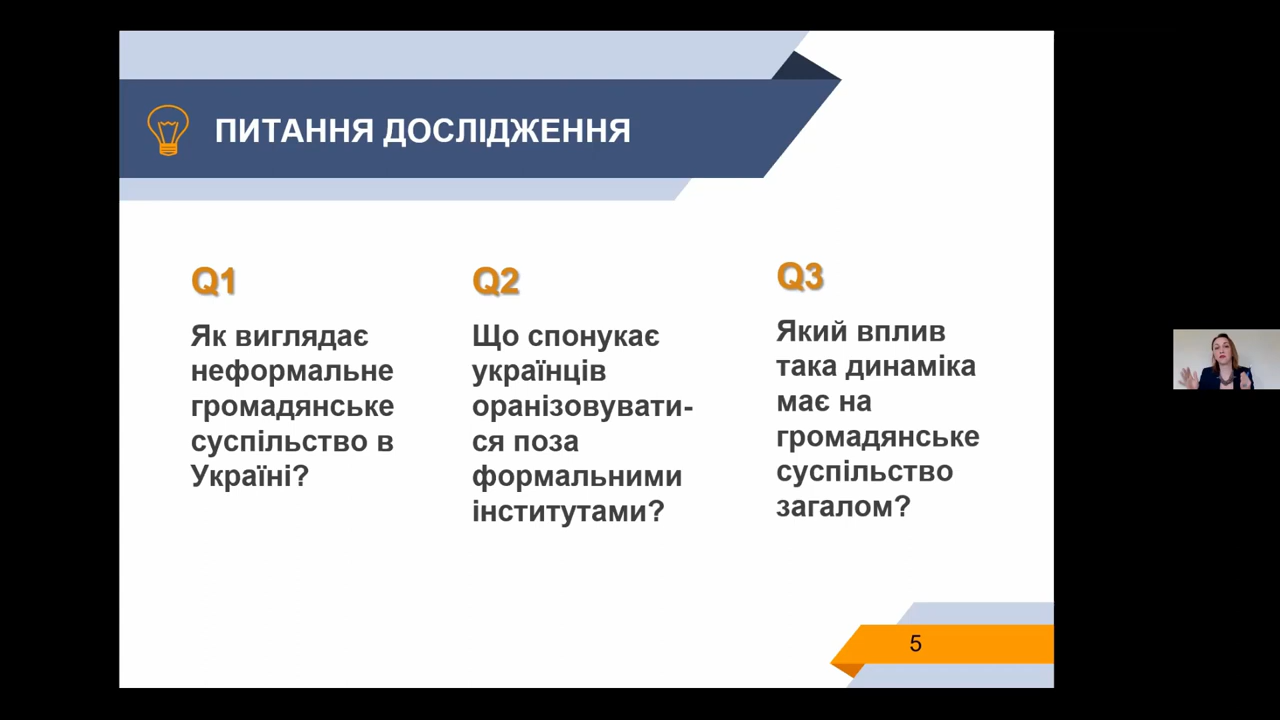 ПИТАННЯ ДОСЛІДЖЕННЯ
Q1
Як виглядає
неформальне
громадянське
суспільство в
Україні?
Q2
Що спонукає
українців
оранізовувати-
ся поза
формальними
інститутами?
Q3
Який вплив
така динаміка
має на
громадянське
суспільство
загалом?
5